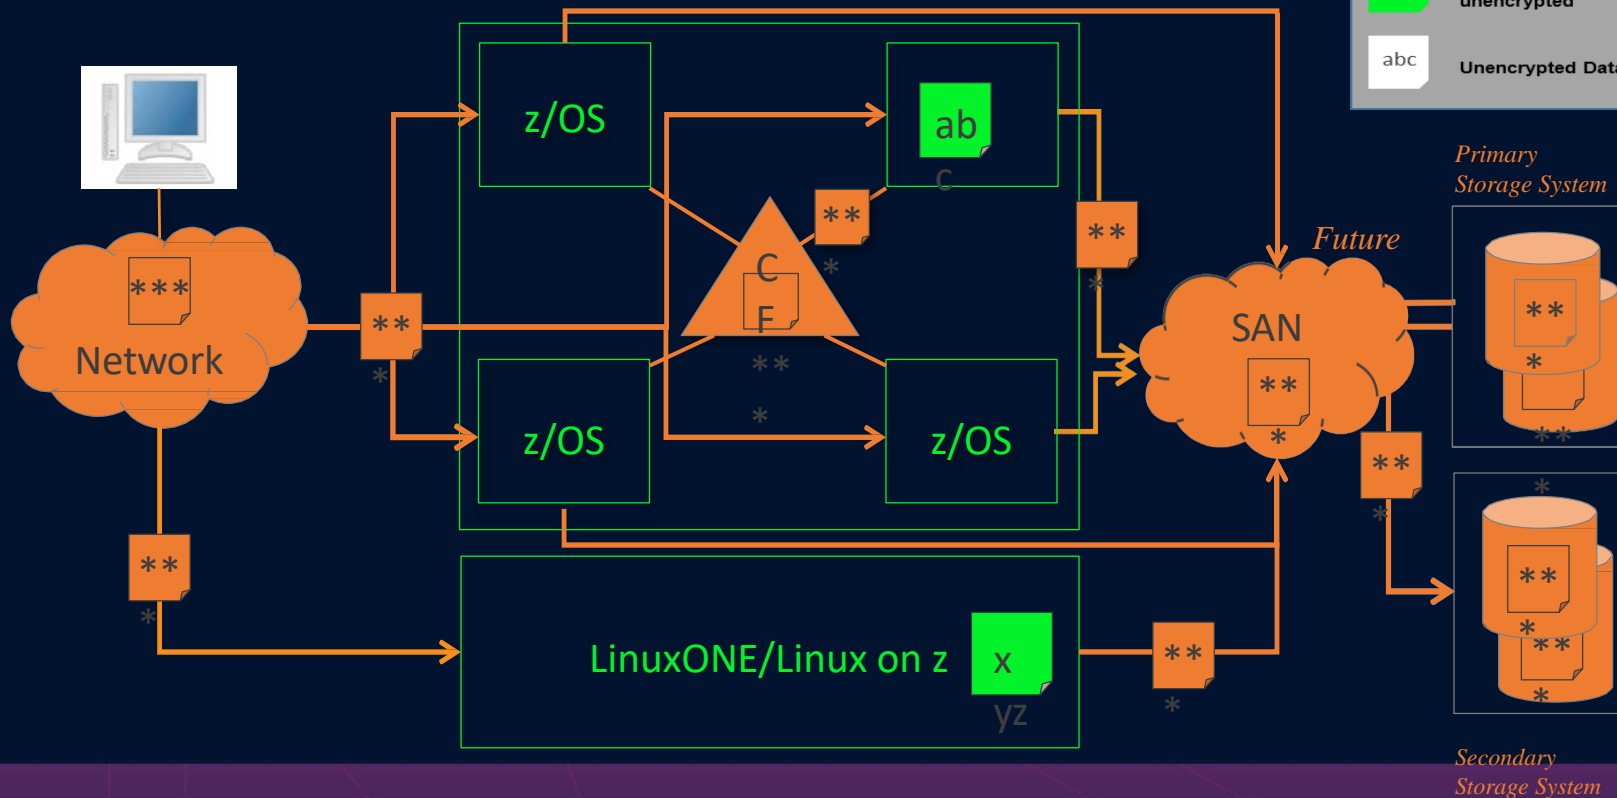 unencrypted
abc
Unencrypted Data
z/OS
ab
c
Primary
Storage System
**
*
**
*
Future
***
C
F
**
*
**
*
Network
SAN
**
*
**
*
**
*
z/OS
z/OS
**
*
**
*
**
*
LinuxONE/Linux on z
x
yz
**
*
**
*
**
*
Secondary
Storage System